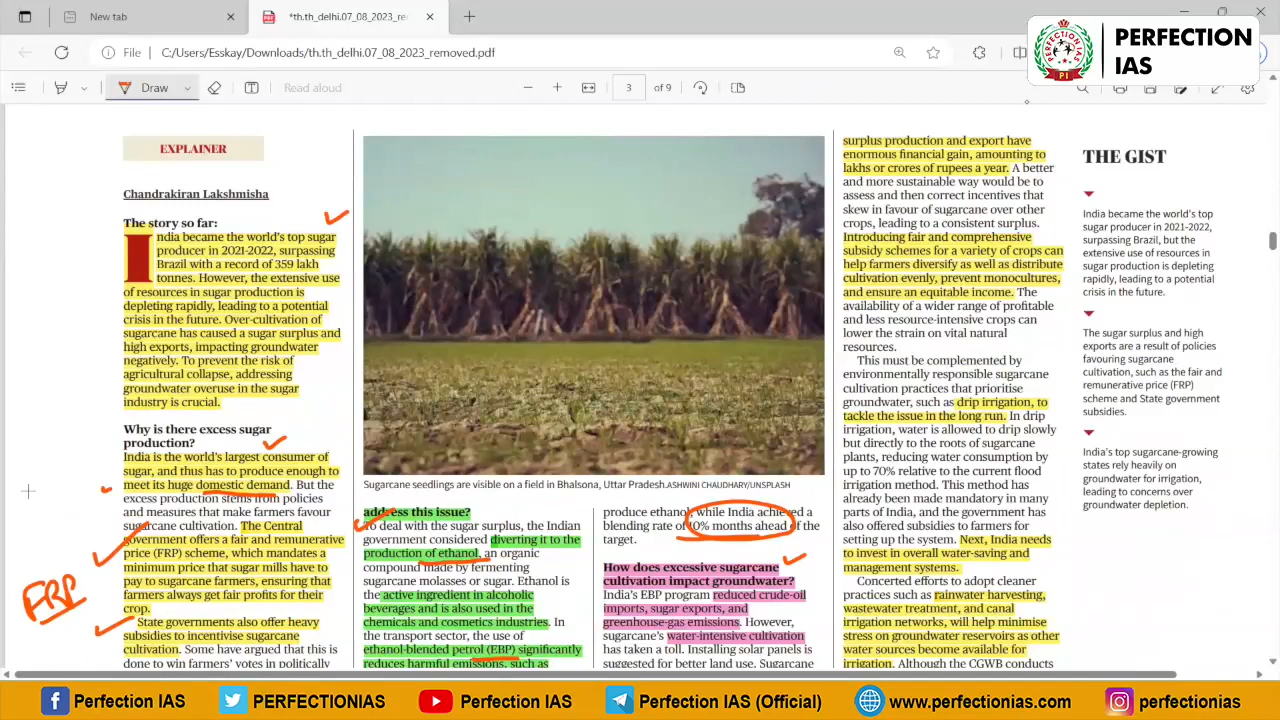 New tab
*th.th_delhi.07_08_2023_rem
PERFECTION
IAS
File
C:/Users/Esskay/Downloads/th.th_delhi.07_08_2023_removed.pdf
Draw
Read aloud
3
of 9
EXPLAINER
Chandrakiran Lakshmisha
The story so far:
India became the world's top sugar
producer in 2021-2022, surpassing
Brazil with a record of 359 lakh
tonnes. However, the extensive use
of resources in sugar production is
depleting rapidly, leading to a potential
crisis in the future. Over-cultivation of
sugarcane has caused a sugar surplus and
high exports, impacting groundwater
negatively. To prevent the risk of
agricultural collapse, addressing
groundwater overuse in the sugar
industry is crucial.
Why is there excess sugar
production?
India is the world's largest consumer of
sugar, and thus has to produce enough to
meet its huge domestic demand. But the
excess production stems from policies
and measures that make farmers favour
sugarcane cultivation. The Central
government offers a fair and remunerative
price (FRP) scheme, which mandates a
minimum price that sugar mills have to
pay to sugarcane farmers, ensuring that
farmers always get fair profits for their
crop.
State governments also offer heavy
subsidies to incentivise sugarcane
cultivation. Some have argued that this is
done to win farmers' votes in politically
FRP
Sugarcane seedlings are visible on a field in Bhalsona, Uttar Pradesh.ASHWINI CHAUDHARY/UNSPLASH
address this issue?
To deal with the sugar surplus, the Indian
government considered diverting it to the
production of ethanol, an organic
compound made by fermenting
sugarcane molasses or sugar. Ethanol is
the active ingredient in alcoholic
beverages and is also used in the
chemicals and cosmetics industries. In
the transport sector, the use of
ethanol-blended petrol (EBP) significantly
reduces harmful emissions, such as
produce ethanol while India achieved a
blending rate of 10% months ahead of the
target.
How does excessive sugarcane
cultivation impact groundwater?
India's EBP program reduced crude-oil
imports, sugar exports, and
greenhouse-gas emissions. However,
sugarcane's water-intensive cultivation
has taken a toll. Installing solar panels is
suggested for better land use. Sugarcane
surplus production and export have
enormous financial gain, amounting to
lakhs or crores of rupees a year. A better
and more sustainable way would be to
assess and then correct incentives that
skew in favour of sugarcane over other
crops, leading to a consistent surplus.
Introducing fair and comprehensive
subsidy schemes for a variety of crops can
help farmers diversify as well as distribute
cultivation evenly, prevent monocultures,
and ensure an equitable income. The
availability of a wider range of profitable
and less resource-intensive crops can
lower the strain on vital natural
resources.
This must be complemented by
environmentally responsible sugarcane
cultivation practices that prioritise
groundwater, such as drip irrigation, to
tackle the issue in the long run. In drip
irrigation, water is allowed to drip slowly
but directly to the roots of sugarcane
plants, reducing water consumption by
up to 70% relative to the current flood
irrigation method. This method has
already been made mandatory in many
parts of India, and the government has
also offered subsidies to farmers for
setting up the system. Next, India needs
to invest in overall water-saving and
management systems.
Concerted efforts to adopt cleaner
practices such as rainwater harvesting,
wastewater treatment, and canal
irrigation networks, will help minimise
stress on groundwater reservoirs as other
water sources become available for
irrigation. Although the CGWB conducts
THE GIST
India became the world's top
sugar producer in 2021-2022,
surpassing Brazil, but the
extensive use of resources in
sugar production is depleting
rapidly, leading to a potential
crisis in the future.
The sugar surplus and high
exports are a result of policies
favouring sugarcane
cultivation, such as the fair and
remunerative price (FRP)
scheme and State government
subsidies.
India's top sugarcane-growing
states rely heavily on
groundwater for irrigation,
leading to concerns over
groundwater depletion.
Perfection IAS
PERFECTIONIAS
Perfection IAS
Perfection IAS (Official)
www.perfectionias.com
perfectionias